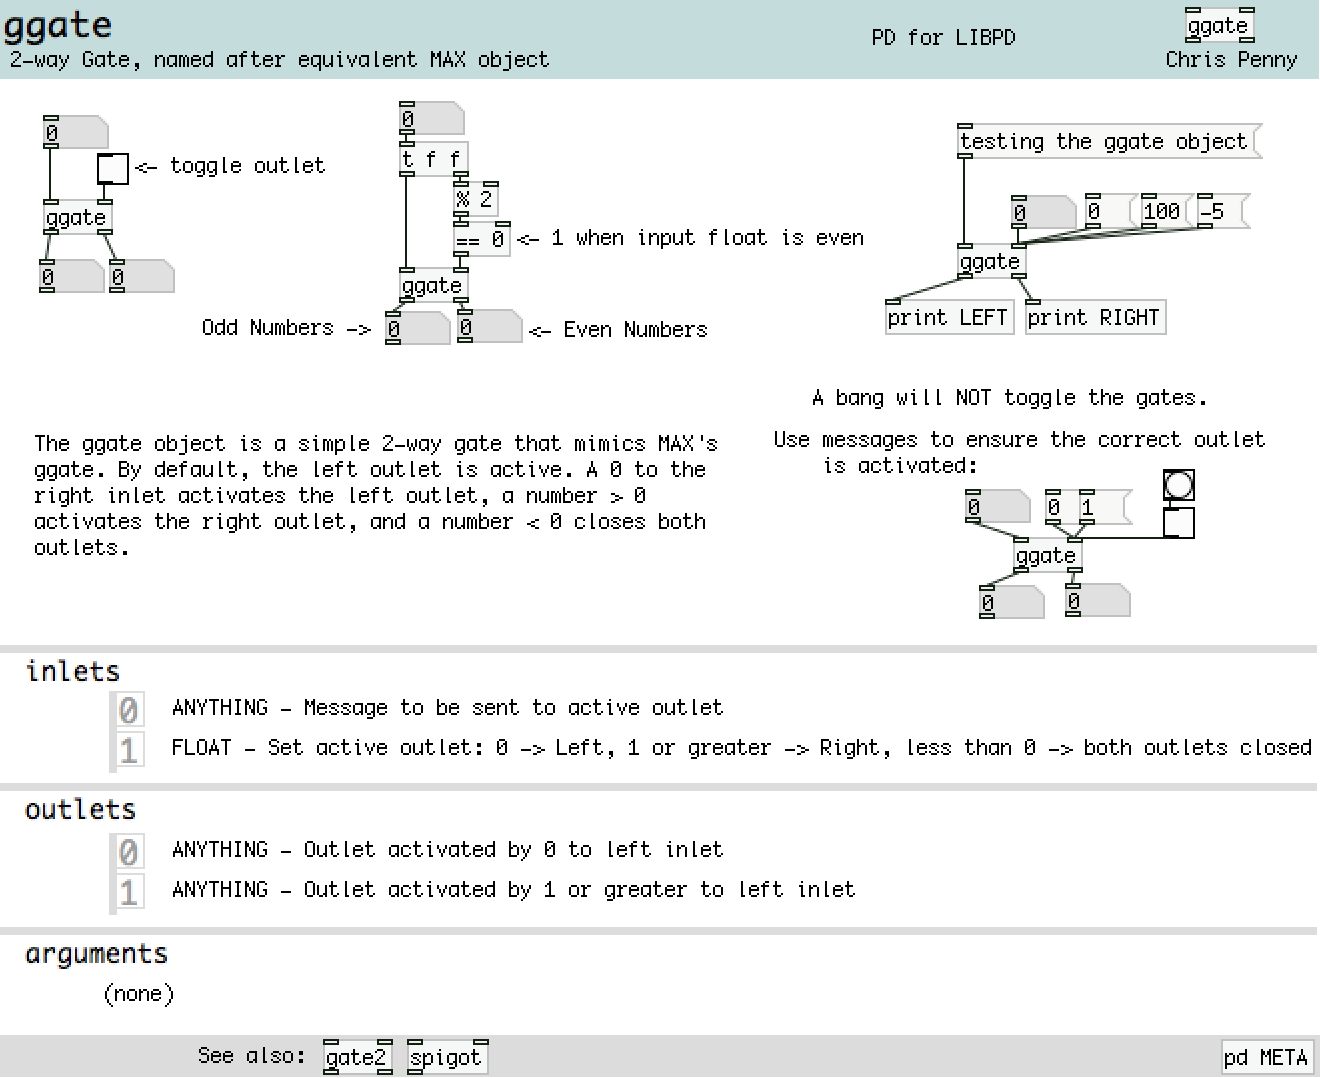 ggate
2-way Gate, named after equivalent MAX object
PD for LIBPD
ggate
Chris Penny
0
<- toggle outlet
ggate
0
0
0
t f f
% 2
== 0
<- 1 when input float is even
ggate
Odd Numbers ->
0
0
<- Even Numbers
testing the ggate object
0
0
100
-5
ggate
print LEFT
print RIGHT
The ggate object is a simple 2-way gate that mimics MAX's
ggate. By default, the left outlet is active. A 0 to the
right inlet activates the left outlet, a number > 0
activates the right outlet, and a number < 0 closes both
outlets.
A bang will NOT toggle the gates.
Use messages to ensure the correct outlet
is activated:
0
0
1
ggate
0
0
inlets
0 ANYTHING - Message to be sent to active outlet
1 FLOAT - Set active outlet: 0 -> Left, 1 or greater -> Right, less than 0 -> both outlets closed
outlets
0 ANYTHING - Outlet activated by 0 to left inlet
1 ANYTHING - Outlet activated by 1 or greater to left inlet
arguments
(none)
See also: gate2 spigot pd META